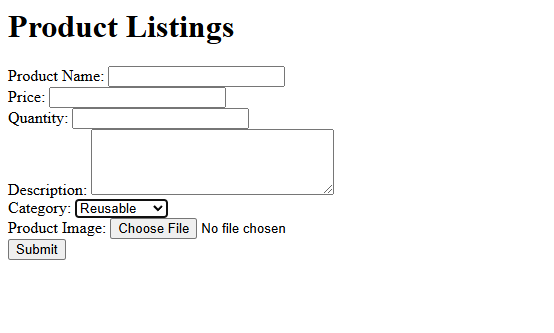 Product Listings
Product Name:
Price:
Quantity:
Description:
Category: Reusable
Product Image: Choose File No file chosen
Submit